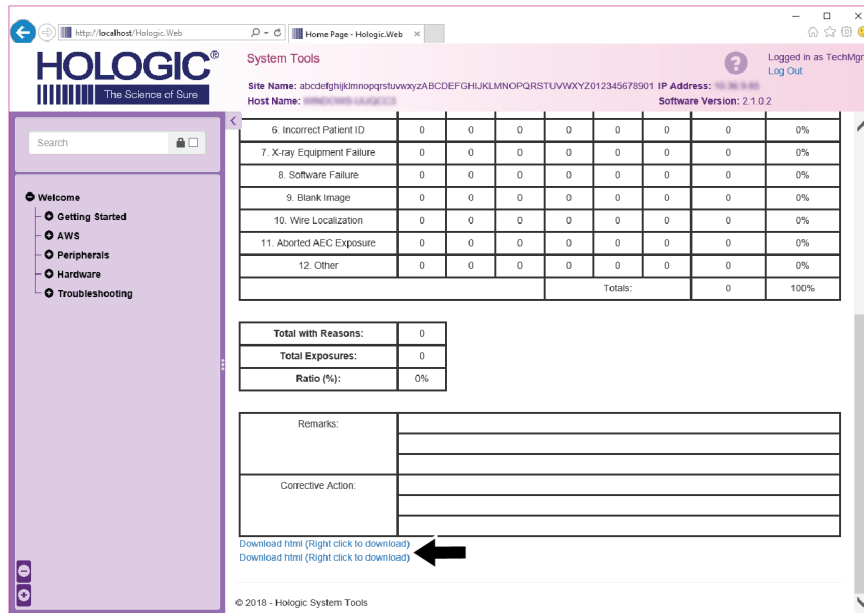 http://localhost/Hologic.Web
Home Page - Hologic.Web
HOLOGIC®
The Science of Sure
System Tools
Logged in as TechMgr
Log Out
Site Name: abcdefghijklmnopqrstuvwxyzABCDEFGHIJKLMNOPQRSTUVWXYZ012345678901 IP Address:
Host Name: Software Version: 2.1.0.2
Search
Welcome
Getting Started
AWS
Peripherals
Hardware
Troubleshooting
6. Incorrect Patient ID 0 0 0 0 0 0 0%
7. X-ray Equipment Failure 0 0 0 0 0 0 0%
8. Software Failure 0 0 0 0 0 0 0%
9. Blank Image 0 0 0 0 0 0 0%
10. Wire Localization 0 0 0 0 0 0 0%
11. Aborted AEC Exposure 0 0 0 0 0 0 0%
12. Other 0 0 0 0 0 0 0%
Totals: 0 100%
Total with Reasons: 0
Total Exposures: 0
Ratio (%): 0%
Remarks:
Corrective Action:
Download html (Right click to download)
Download html (Right click to download)
© 2018 - Hologic System Tools